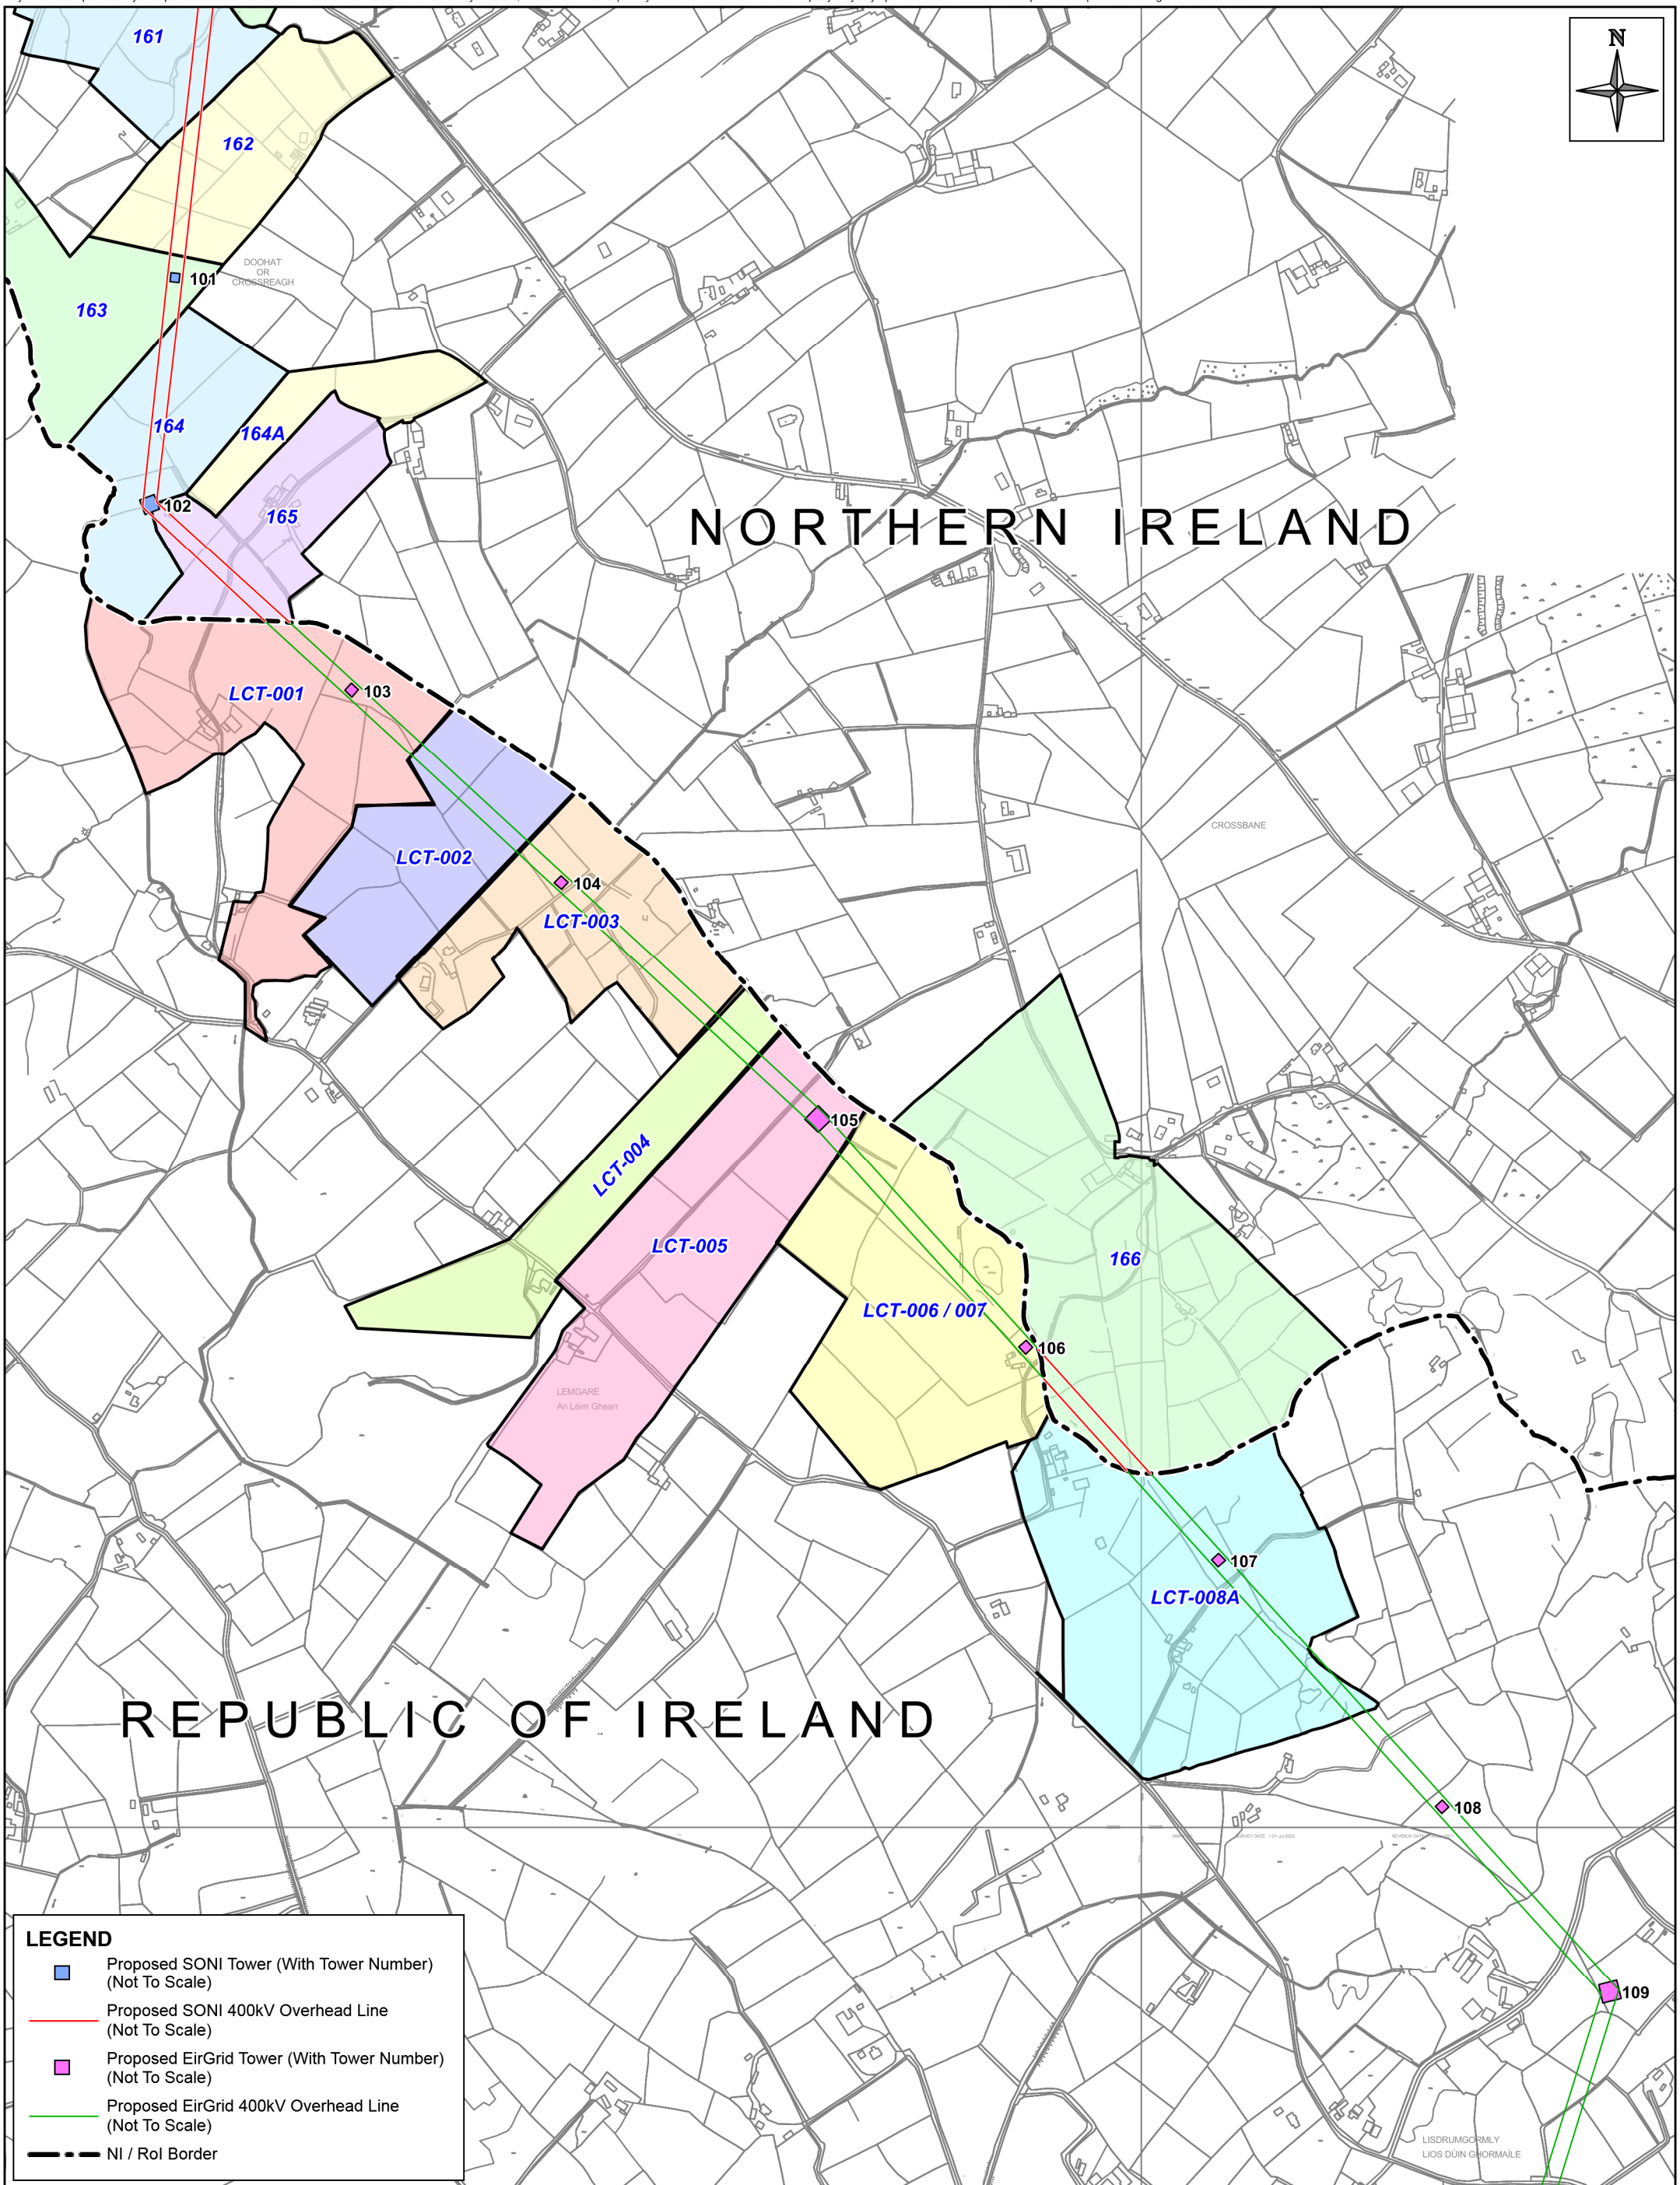 161
N
162
DOOHAT
OR
CROSSREAGH
101
163
164
164A
102
165
NORTHERN IRELAND
LCT-001
103
CROSSBANE
LCT-002
104
LCT-003
105
LCT-004
LCT-005
166
LCT-006 / 007
106
LEMGARE
An Léim Ghearr
107
LCT-008A
REPUBLIC OF IRELAND
108
109
LEGEND
Proposed SONI Tower (With Tower Number)
(Not To Scale)
Proposed SONI 400kV Overhead Line
(Not To Scale)
Proposed EirGrid Tower (With Tower Number)
(Not To Scale)
Proposed EirGrid 400kV Overhead Line
(Not To Scale)
NI / RoI Border
LISDRUMGORMLY
LIOS DÚIN GHORMAÍLE